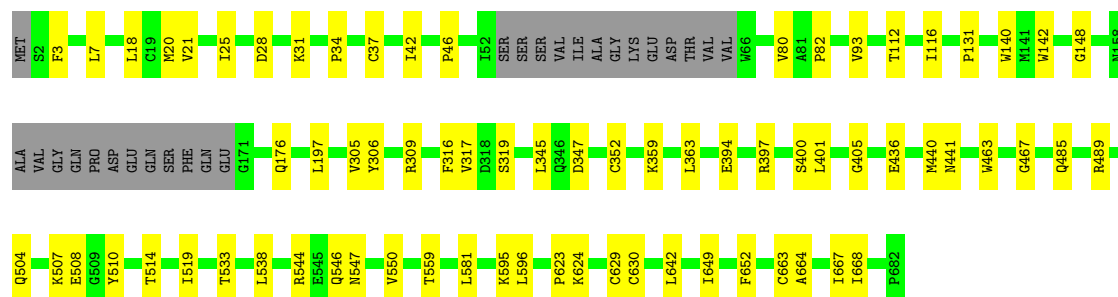 MET S2 F3 L7 L18 C19 M20 V21 I25 D28 K31 P34 C37 I42 P46 I52 SER SER SER VAL ILE ALA GLY LYS GLU ASP THR VAL VAL W66 V80 A81 P82 V93 T112 I116 P131 W140 M141 W142 G148 N158
ALA VAL GLY GLN PRO ASP GLU GLN SER PHE GLN GLU G171 Q176 L197 V305 Y306 R309 F316 V317 D318 S319 L345 Q346 D347 C352 K359 L363 E394 R397 S400 L401 G405 E436 M440 N441 W463 G467 Q485 R489
Q504 K507 E508 G509 Y510 T514 I519 T533 L538 R544 E545 Q546 N547 V550 T559 L581 K595 L596 P623 K624 C629 C630 L642 I649 F652 C663 A664 I667 I668 P682